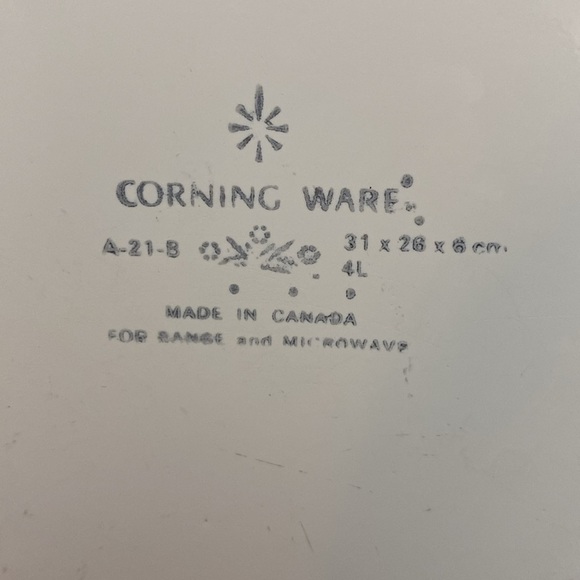 CORNING WARE
A-21-B 31 x 26 x 6 cm.
4L
MADE IN CANADA
FOR RANGE and MICROWAVE